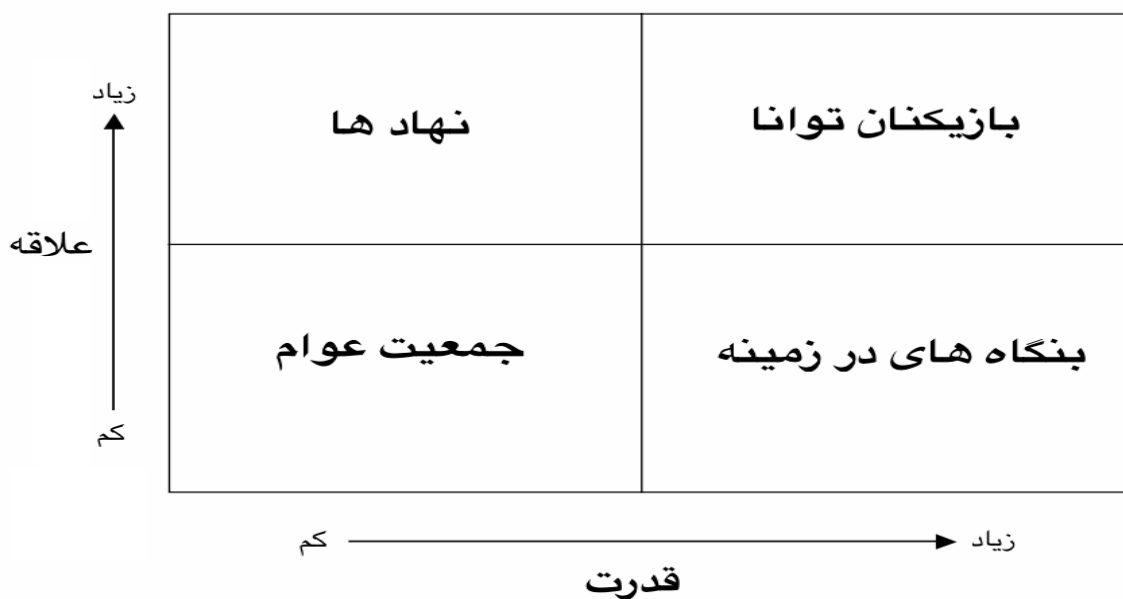 زیاد
بازیکنان توانا
نهاد ها
علاقه
بنگاه های در زمینه
جمعیت عوام
کم
زیاد
کم
قدرت